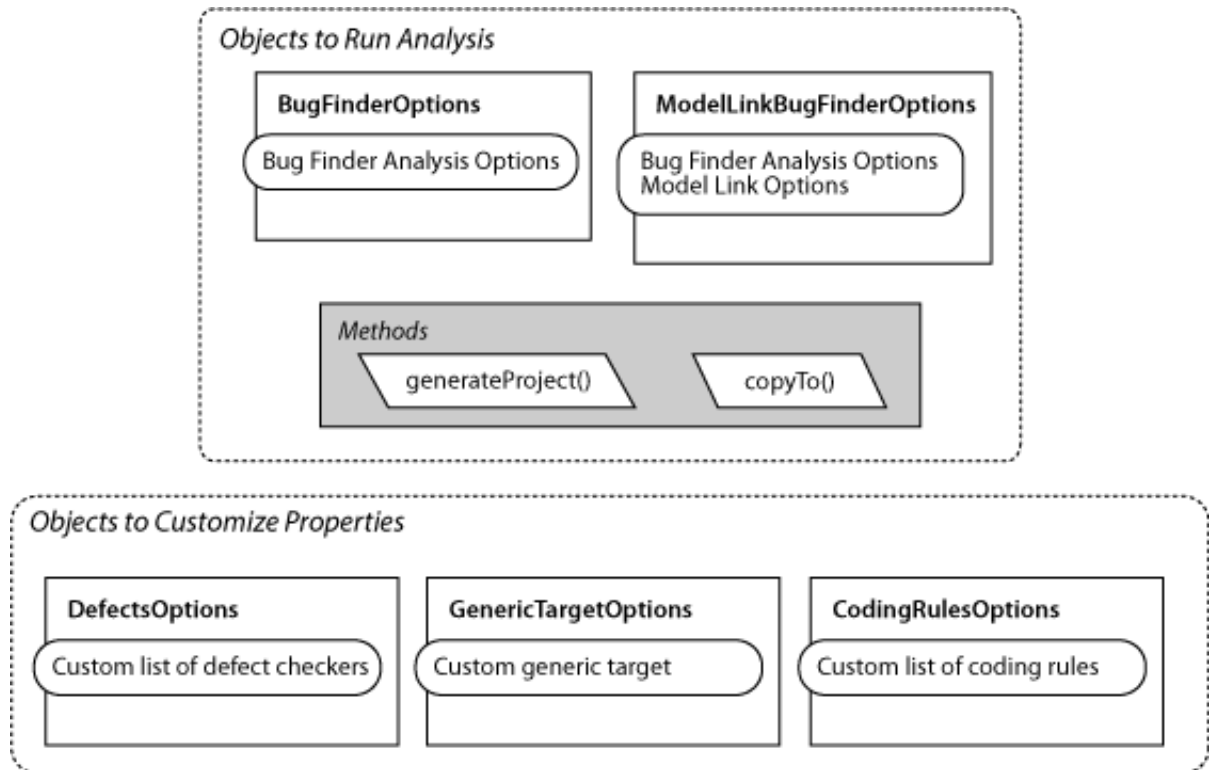 Objects to Run Analysis
BugFinderOptions
Bug Finder Analysis Options
ModelLinkBugFinderOptions
Bug Finder Analysis Options
Model Link Options
Methods
generateProject()
copyTo()
Objects to Customize Properties
DefectsOptions
Custom list of defect checkers
GenericTargetOptions
Custom generic target
CodingRulesOptions
Custom list of coding rules